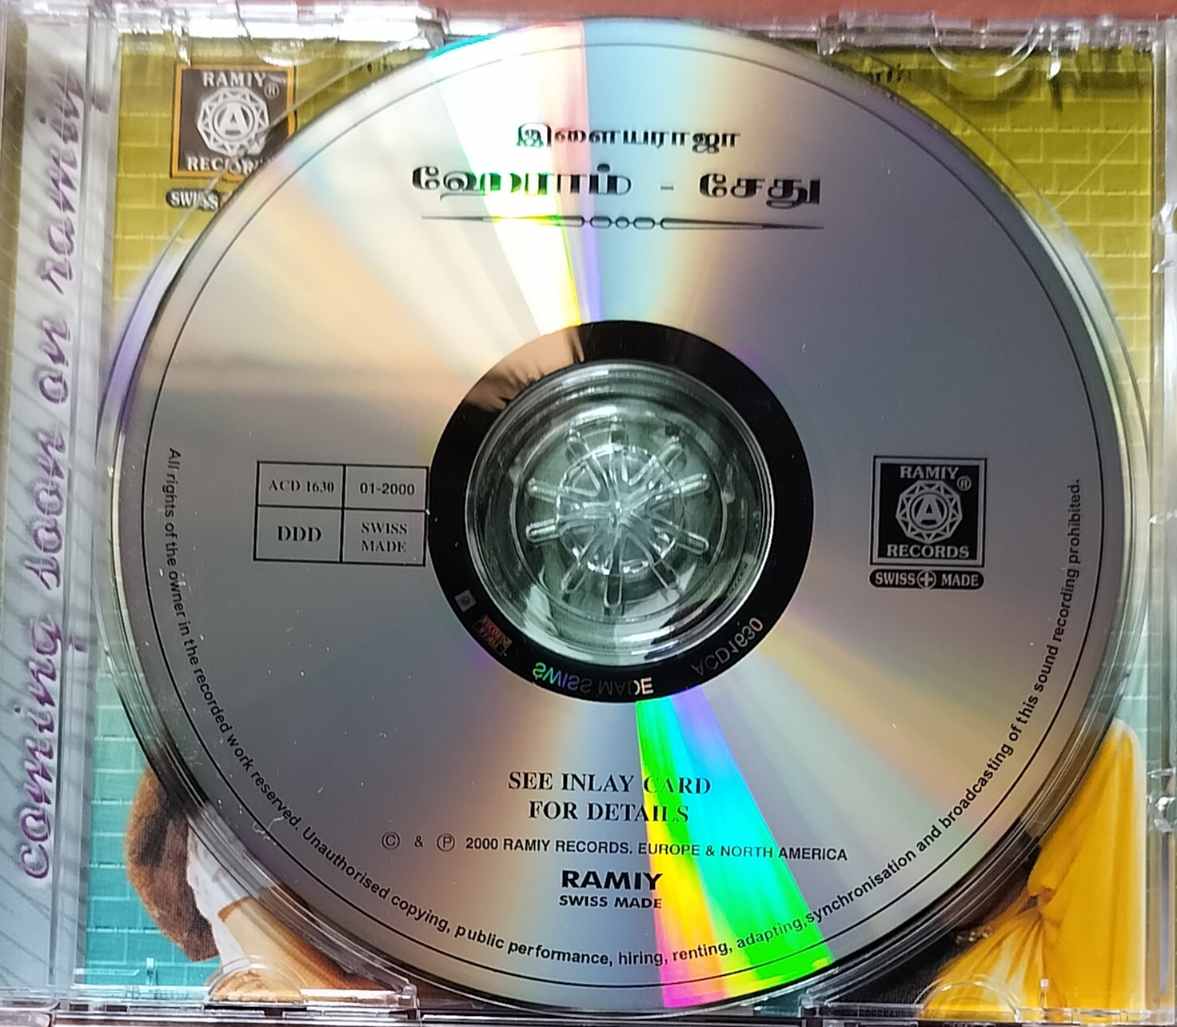 coming soon on ramiy
RAMIY ®
A
RECORDS
SWISS
இளையராஜா
ஹேராம் - சேது
ACD 1630
01-2000
DDD
SWISS
MADE
RAMIY ®
A
RECORDS
SWISS MADE
SWISS MADE
ACD1630
SEE INLAY CARD
FOR DETAILS
© & ℗ 2000 RAMIY RECORDS. EUROPE & NORTH AMERICA
RAMIY
SWISS MADE
All rights of the owner in the recorded work reserved. Unauthorised copying, public performance, hiring, renting, adapting,synchronisation and broadcasting of this sound recording prohibited.